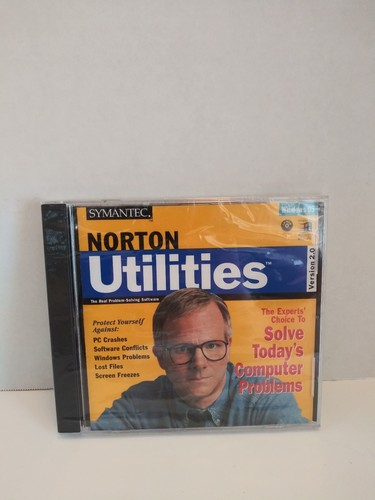 SYMANTEC.
NORTON
Utilities™
Version 2.0
The Real Problem-Solving Software
Protect Yourself
Against:
PC Crashes
Software Conflicts
Windows Problems
Lost Files
Screen Freezes
The Experts'
Choice To
Solve
Today's
Computer
Problems